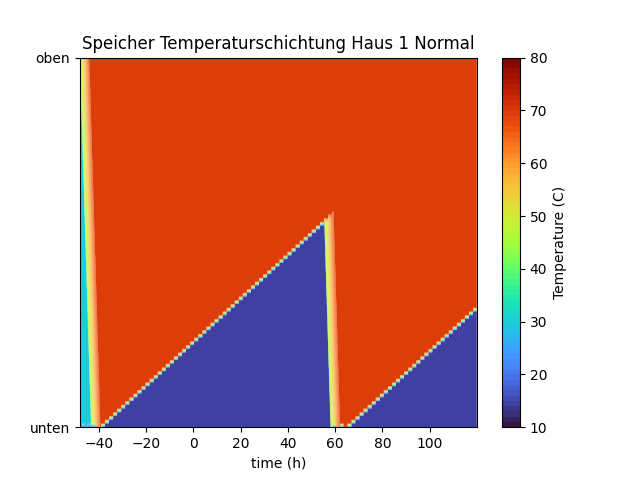 Speicher Temperaturschichtung Haus 1 Normal
oben
unten
−40 −20 0 20 40 60 80 100
time (h)
80
70
60
50
40
30
20
10
Temperature (C)